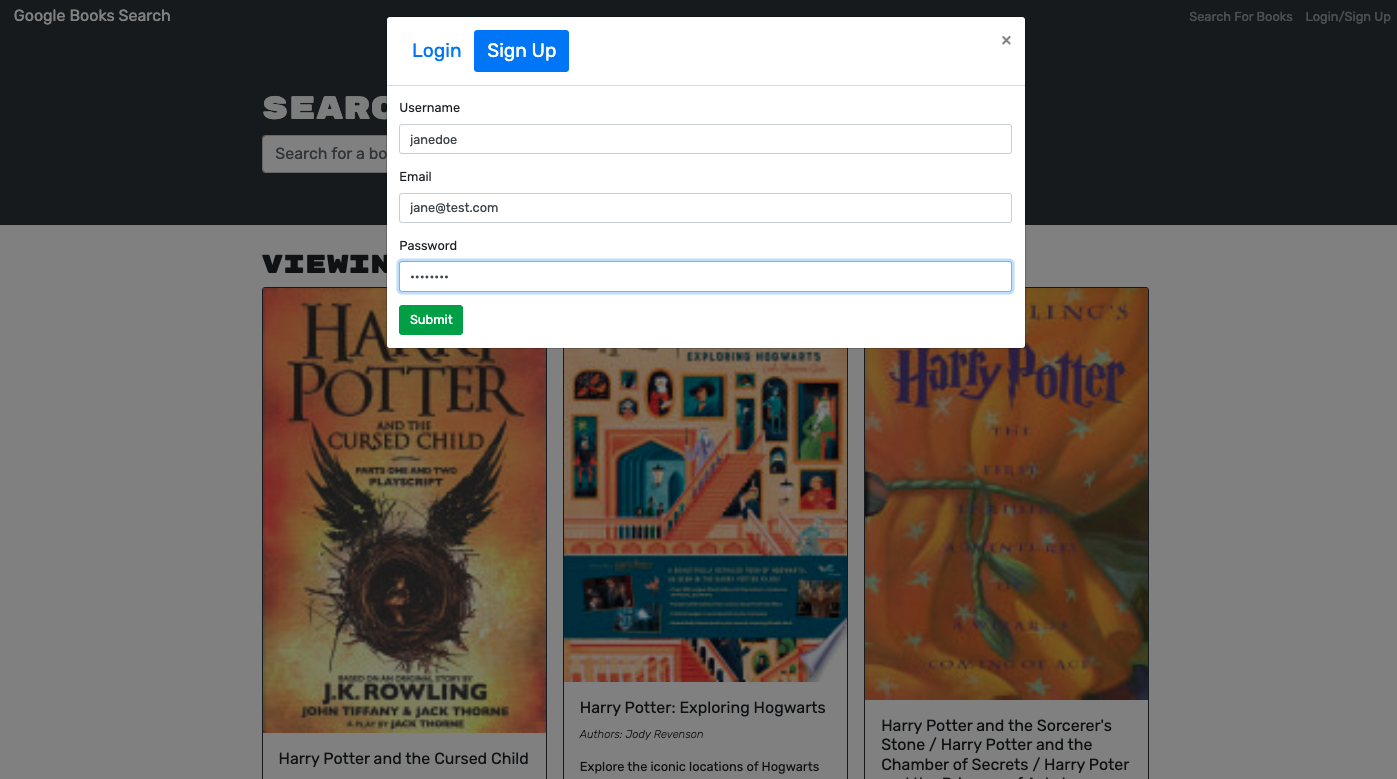 Google Books Search
Search For Books
Login/Sign Up
Login
Sign Up
×
Username
janedoe
Email
jane@test.com
Password
••••••••
Submit
SEARC
Search for a bo
VIEWIN
HARRY
POTTER
AND THE
CURSED CHILD
PARTS ONE AND TWO
PLAYSCRIPT
BASED ON AN ORIGINAL STORY BY
J.K. ROWLING
JOHN TIFFANY & JACK THORNE
A PLAY BY JACK THORNE
Harry Potter and the Cursed Child
EXPLORING HOGWARTS
Harry Potter: Exploring Hogwarts
Authors: Jody Revenson
Explore the iconic locations of Hogwarts
LING'S
Harry Potter
THE
FIRST
THRILLING
ADVENTURES
OF
A WIZARD'S
COMING OF AGE
Harry Potter and the Sorcerer's
Stone / Harry Potter and the
Chamber of Secrets / Harry Poter